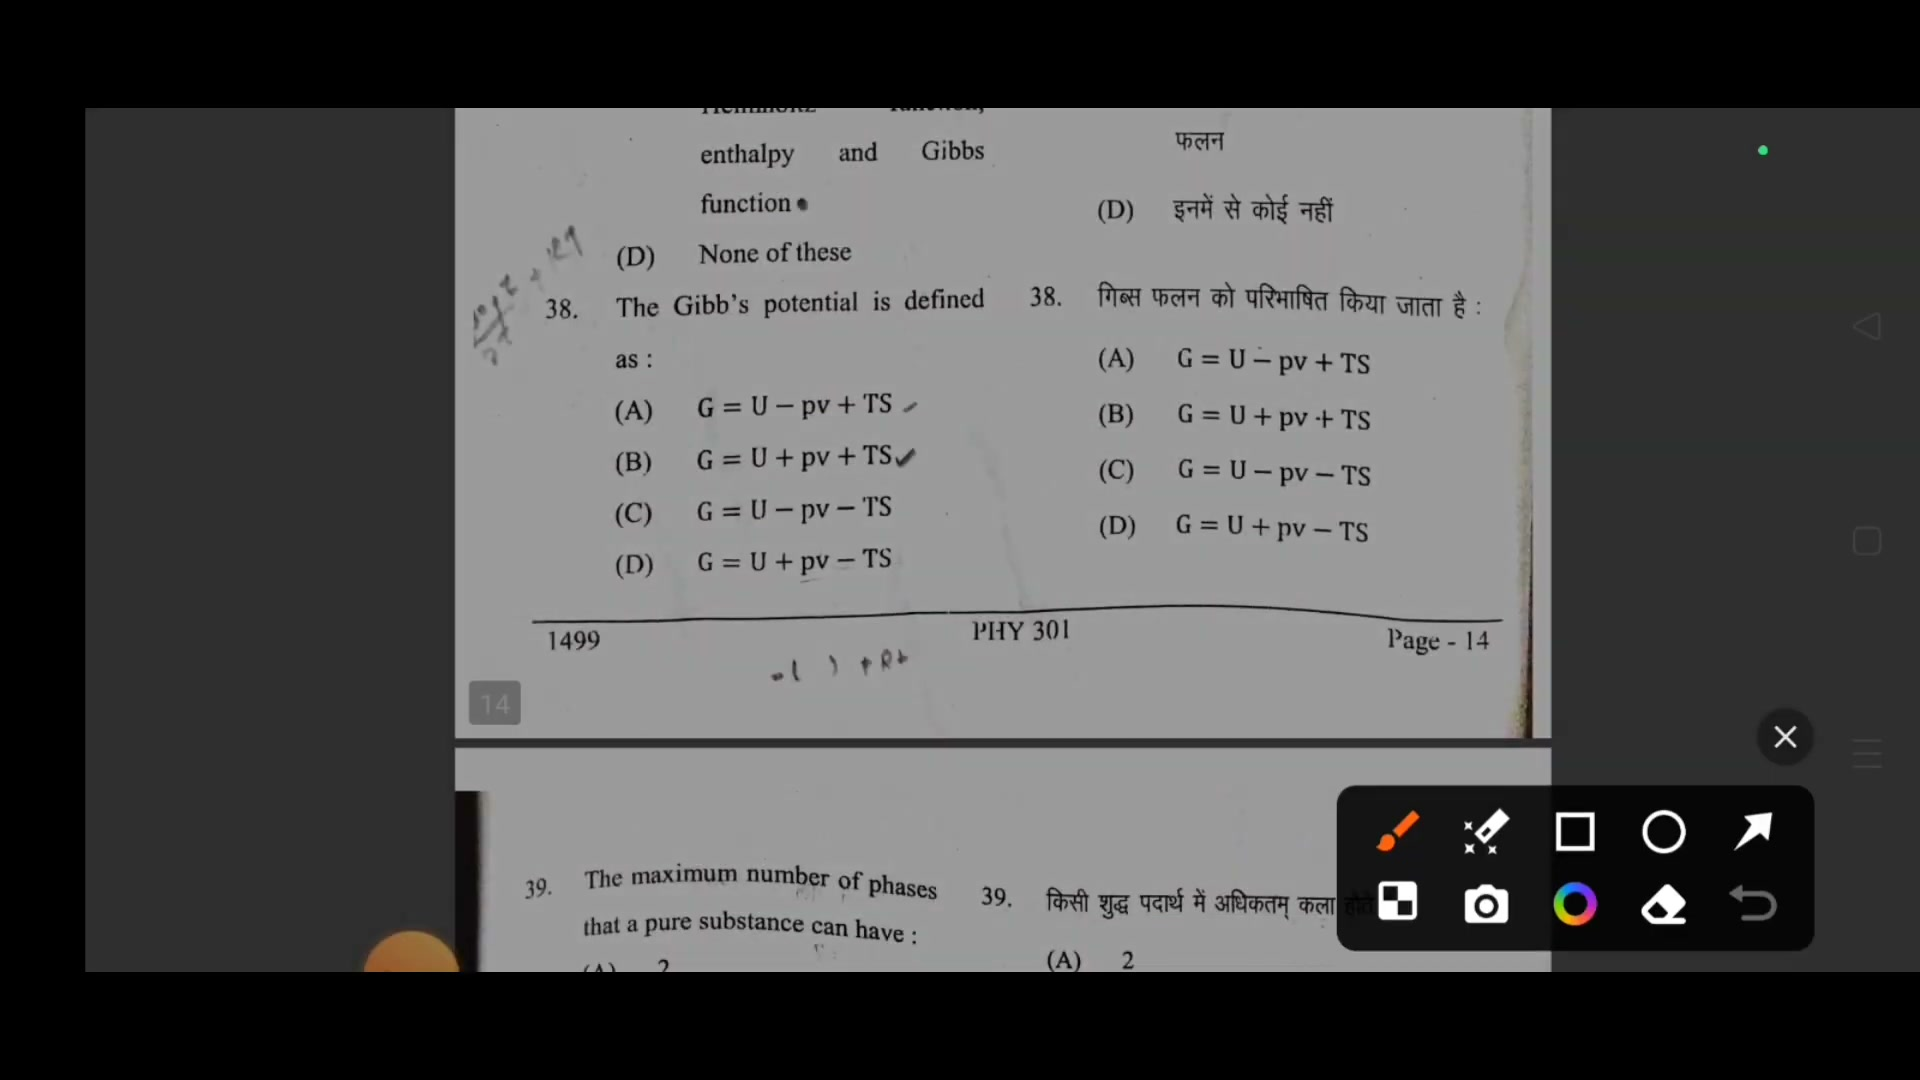 enthalpy and Gibbs
function
(D) None of these
38. The Gibb's potential is defined
as :
(A) G = U – pv + TS
(B) G = U + pv + TS
(C) G = U – pv – TS
(D) G = U + pv – TS
फलन
(D) इनमें से कोई नहीं
38. गिब्स फलन को परिभाषित किया जाता है :
(A) G = U – pv + TS
(B) G = U + pv + TS
(C) G = U – pv – TS
(D) G = U + pv – TS
1499 PHY 301 Page - 14
14
39. The maximum number of phases
that a pure substance can have :
(A) 2
39. किसी शुद्ध पदार्थ में अधिकतम् कला
(A) 2